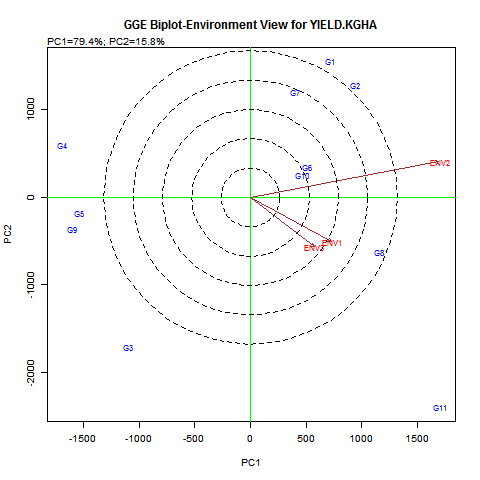 GGE Biplot-Environment View for YIELD.KGHA
PC1=79.4%; PC2=15.8%
G1
G2
G7
G4
ENV2
G6
G10
G5
G9
ENV1
ENV3
G8
G3
G11
1000
0
-1000
-2000
PC2
-1500 -1000 -500 0 500 1000 1500
PC1